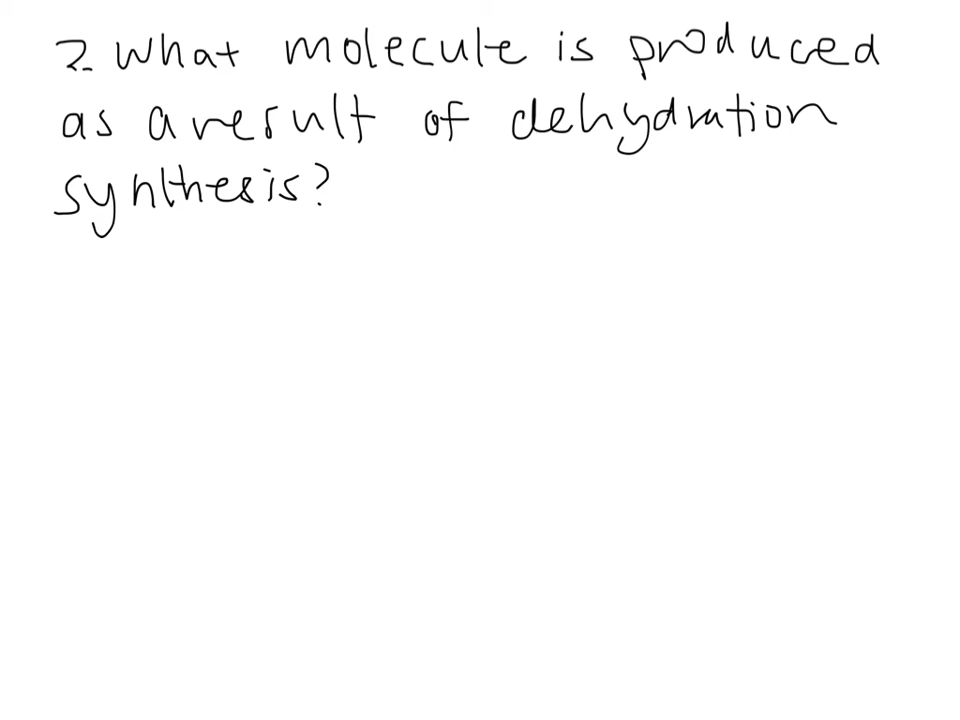 2 What molecule is produced
as a result of dehydration
synthesis?